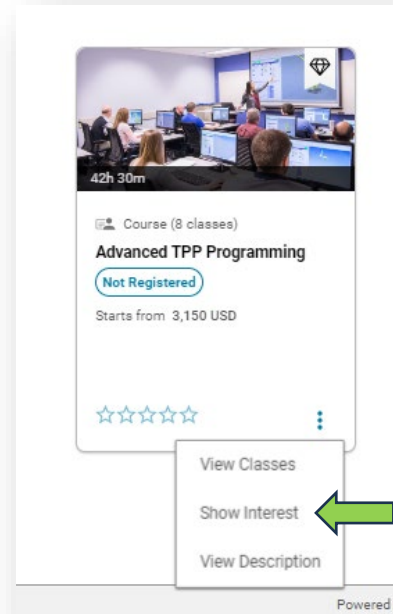 42h 30m
Course (8 classes)
Advanced TPP Programming
Not Registered
Starts from 3,150 USD
View Classes
Show Interest
View Description
Powered